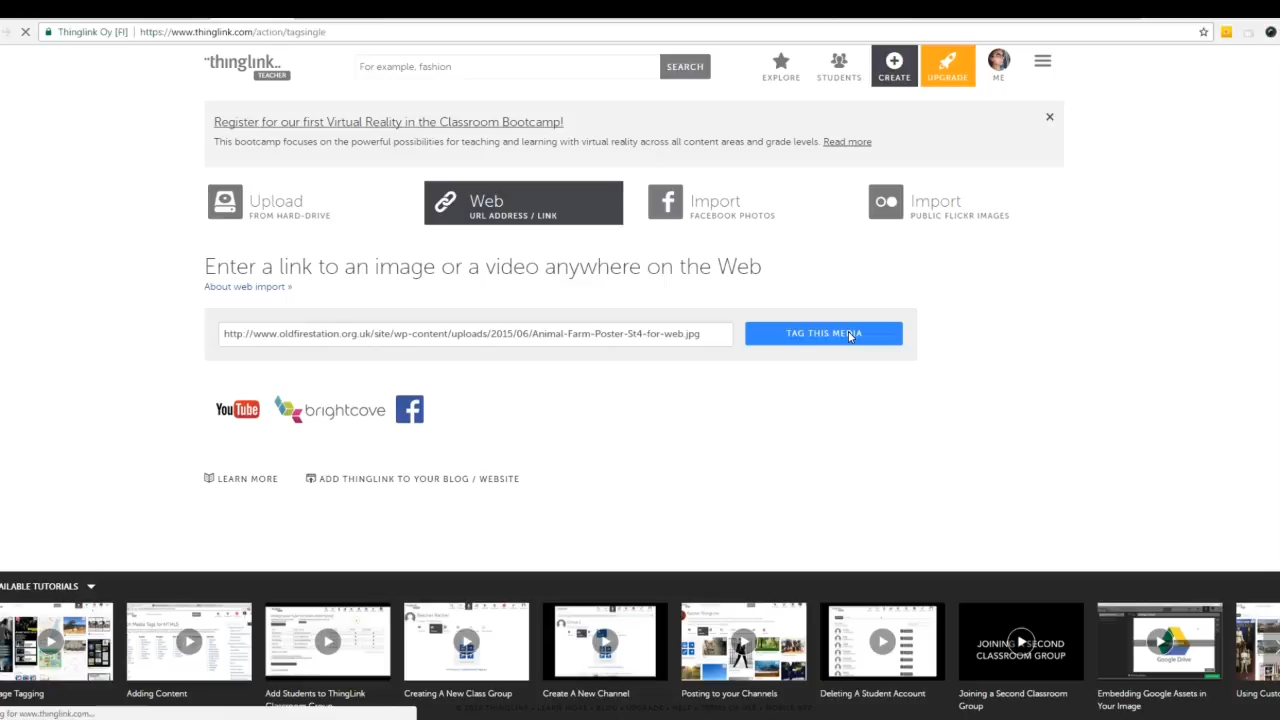 Thinglink Oy [FI] https://www.thinglink.com/action/tagsingle
thinglink..
TEACHER
For example, fashion
SEARCH
EXPLORE
STUDENTS
CREATE
UPGRADE
ME
Register for our first Virtual Reality in the Classroom Bootcamp!
This bootcamp focuses on the powerful possibilities for teaching and learning with virtual reality across all content areas and grade levels. Read more
Upload
FROM HARD-DRIVE
Web
URL ADDRESS / LINK
Import
FACEBOOK PHOTOS
Import
PUBLIC FLICKR IMAGES
Enter a link to an image or a video anywhere on the Web
About web import »
http://www.oldfirestation.org.uk/site/wp-content/uploads/2015/06/Animal-Farm-Poster-St4-for-web.jpg
TAG THIS MEDIA
YouTube
brightcove
LEARN MORE
ADD THINGLINK TO YOUR BLOG / WEBSITE
AILABLE TUTORIALS
JOINING A SECOND
CLASSROOM GROUP
Google Drive
age Tagging
Adding Content
Add Students to ThingLink
Creating A New Class Group
Create A New Channel
Posting to your Channels
Deleting A Student Account
Joining a Second Classroom
Group
Embedding Google Assets in
Your Image
Using Custo
g for www.thinglink.com...